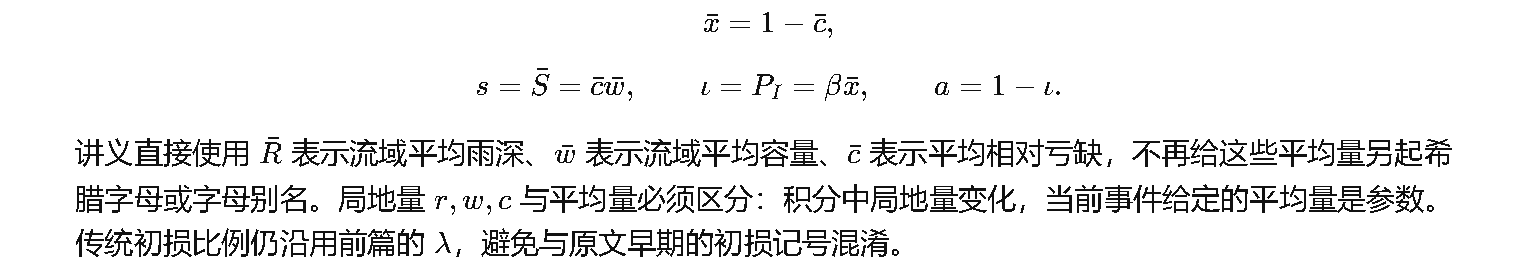 x̄ = 1 − c̄,
s = S̄ = c̄w̄,    ι = P_I = βx̄,    a = 1 − ι.
讲义直接使用 R̄ 表示流域平均雨深、w̄ 表示流域平均容量、c̄ 表示平均相对亏缺，不再给这些平均量另起希
腊字母或字母别名。局地量 r, w, c 与平均量必须区分：积分中局地量变化，当前事件给定的平均量是参数。
传统初损比例仍沿用前篇的 λ，避免与原文早期的初损记号混淆。